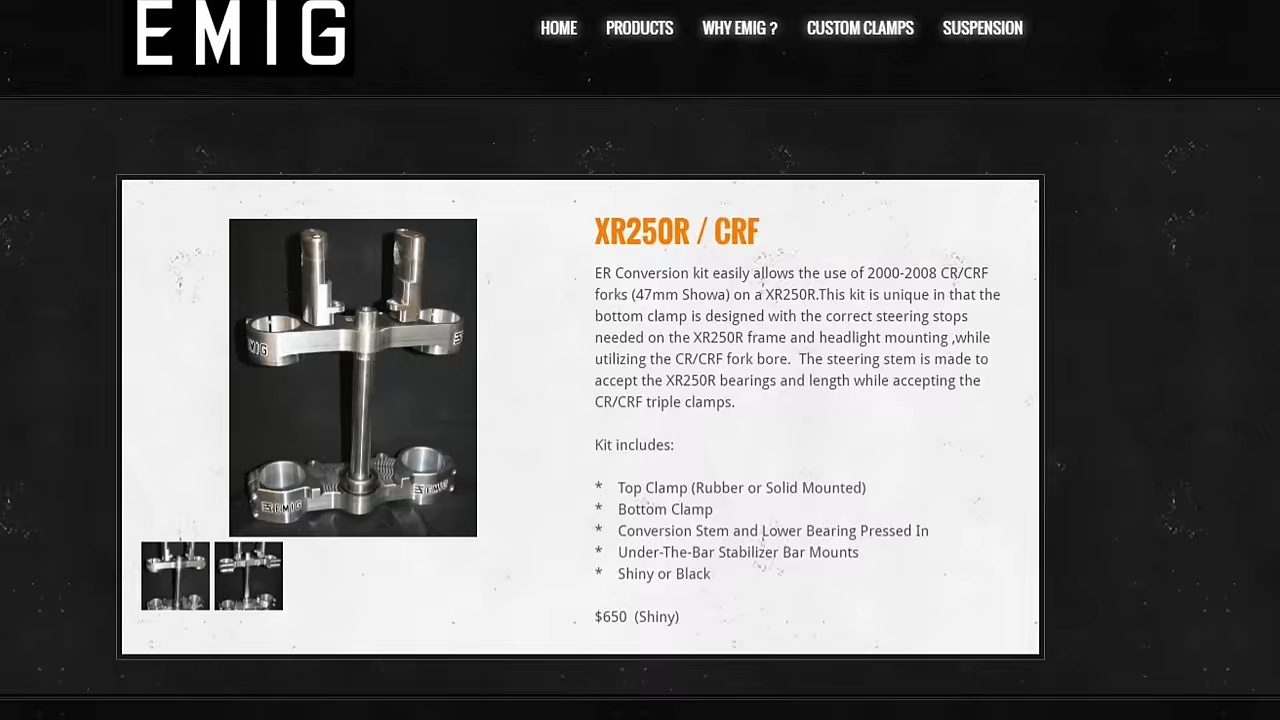 EMIG
HOME PRODUCTS WHY EMIG ? CUSTOM CLAMPS SUSPENSION
XR250R / CRF
ER Conversion kit easily allows the use of 2000-2008 CR/CRF
forks (47mm Showa) on a XR250R.This kit is unique in that the
bottom clamp is designed with the correct steering stops
needed on the XR250R frame and headlight mounting ,while
utilizing the CR/CRF fork bore.  The steering stem is made to
accept the XR250R bearings and length while accepting the
CR/CRF triple clamps.
Kit includes:
* Top Clamp (Rubber or Solid Mounted)
* Bottom Clamp
* Conversion Stem and Lower Bearing Pressed In
* Under-The-Bar Stabilizer Bar Mounts
* Shiny or Black
$650  (Shiny)
EMIG
EMIG